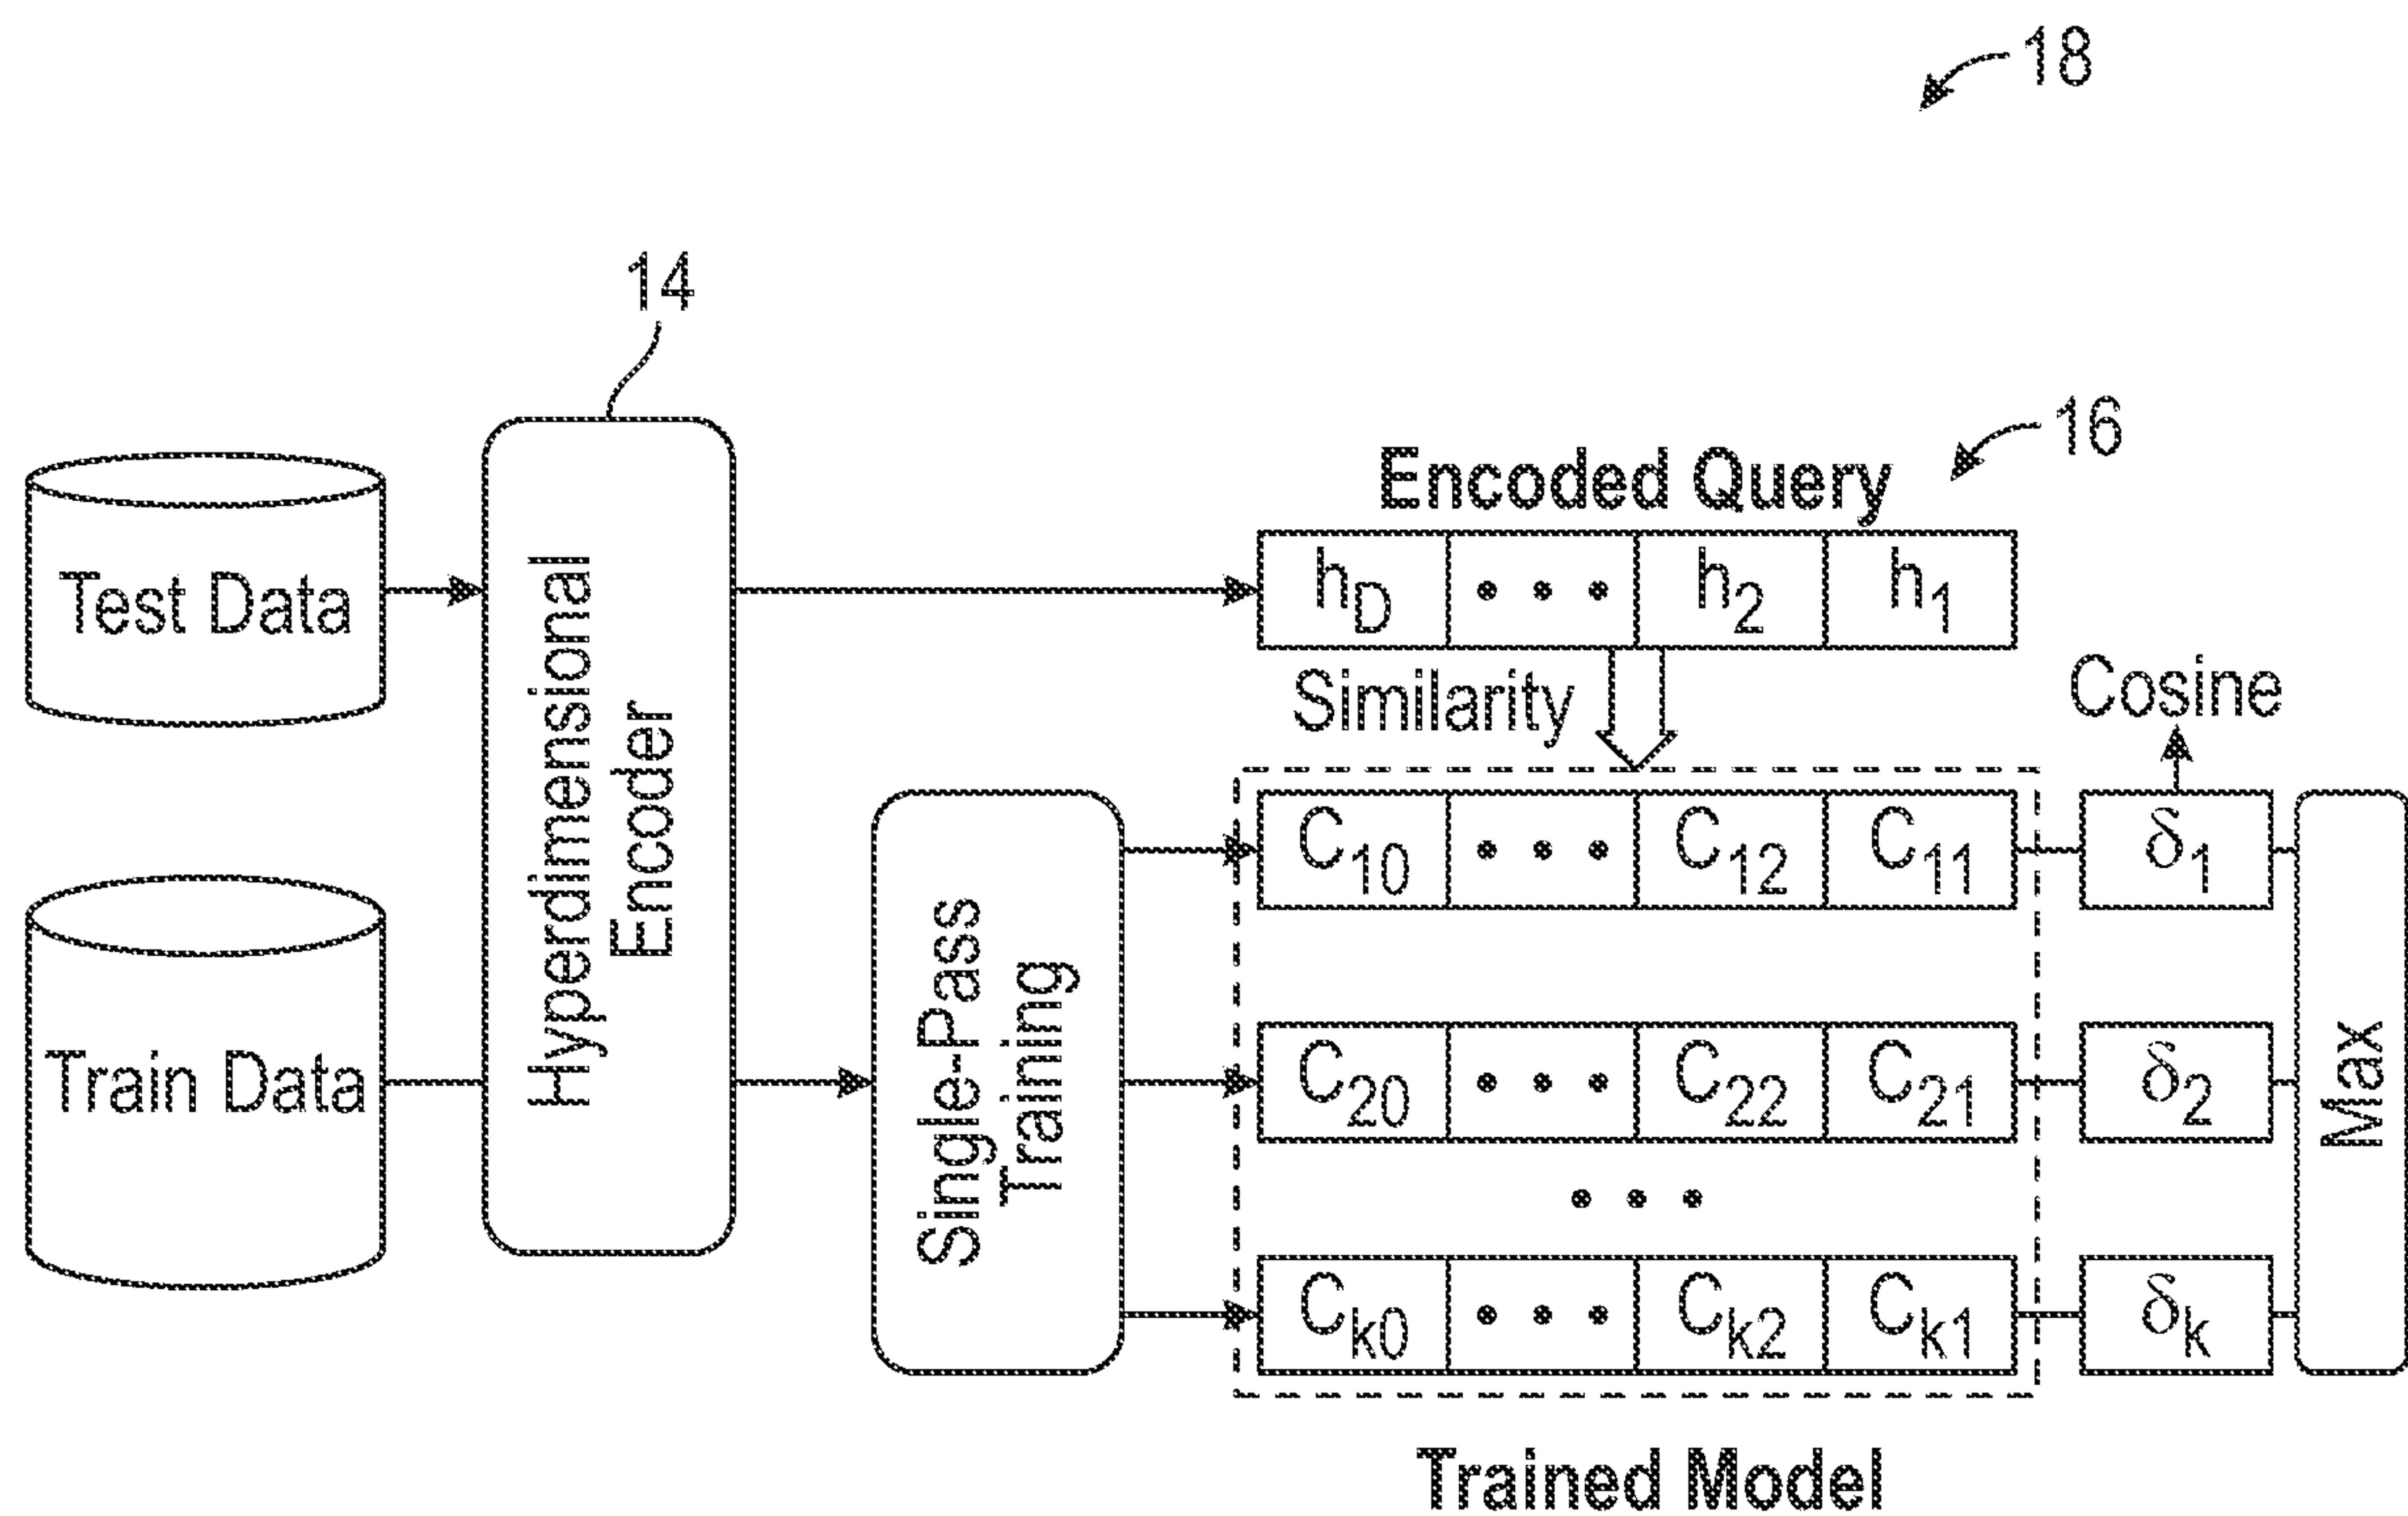 18
14
16
Encoded Query
Test Data
Hyperdimensional
Encoder
h_D • • • h_2 h_1
Similarity
Cosine
Train Data
Single-Pass
Training
C_10 • • • C_12 C_11
δ_1
C_20 • • • C_22 C_21
δ_2
• • •
C_k0 • • • C_k2 C_k1
δ_k
Max
Trained Model